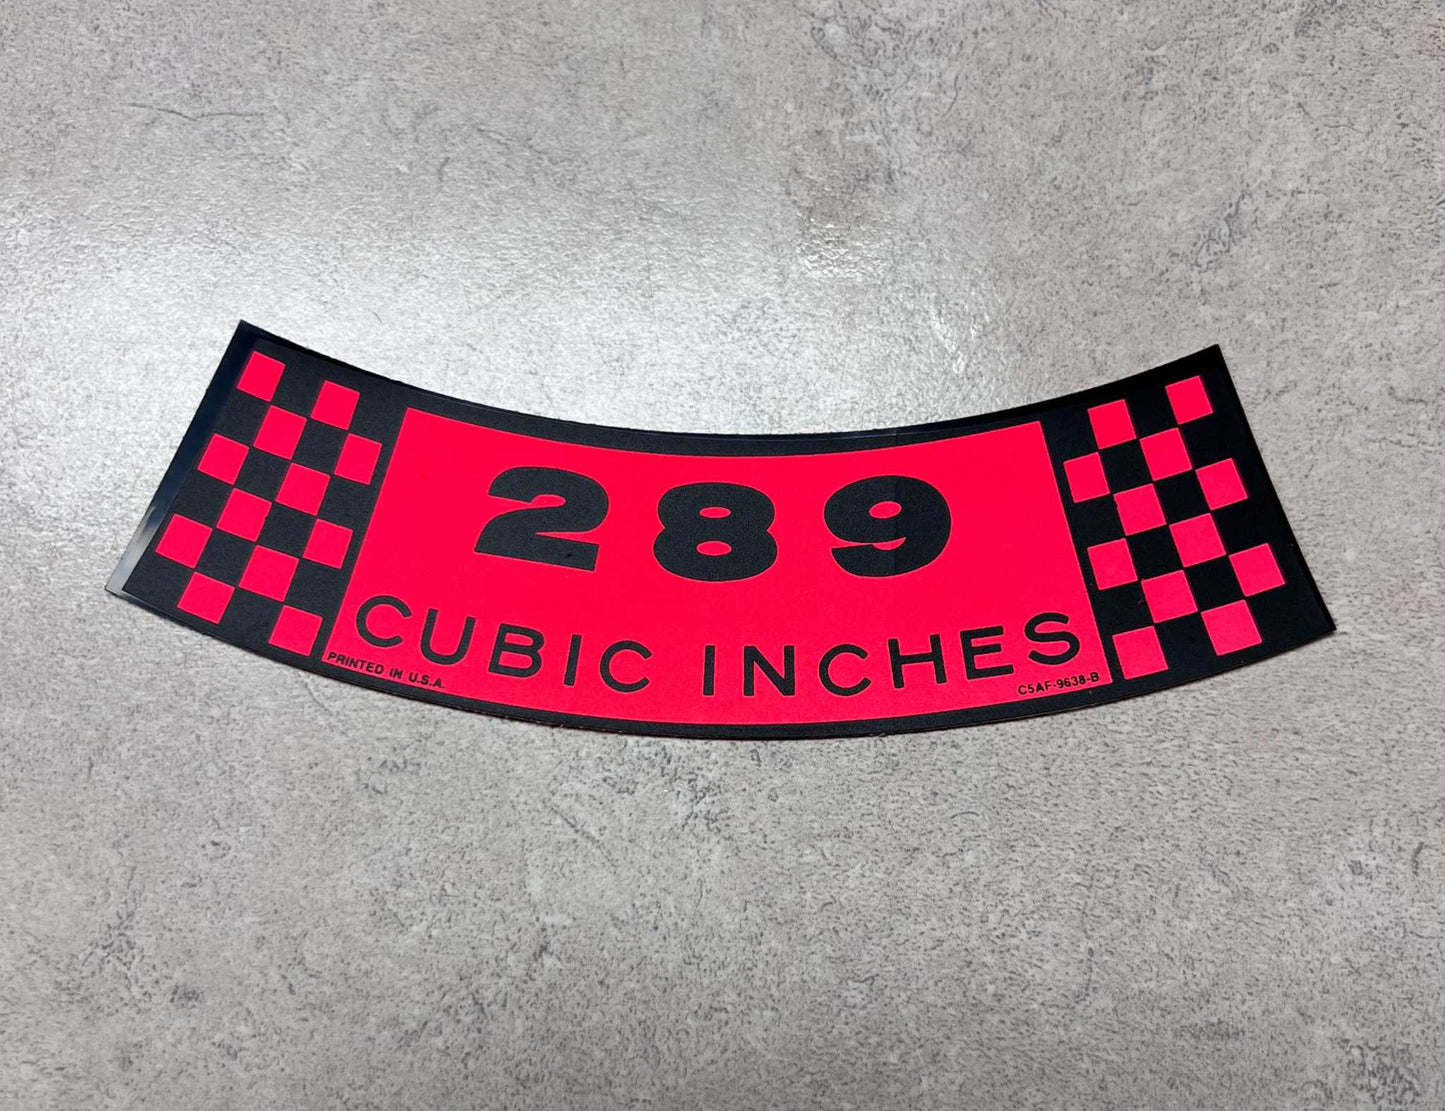 289
CUBIC INCHES
PRINTED IN U.S.A.
C5AF-9638-B